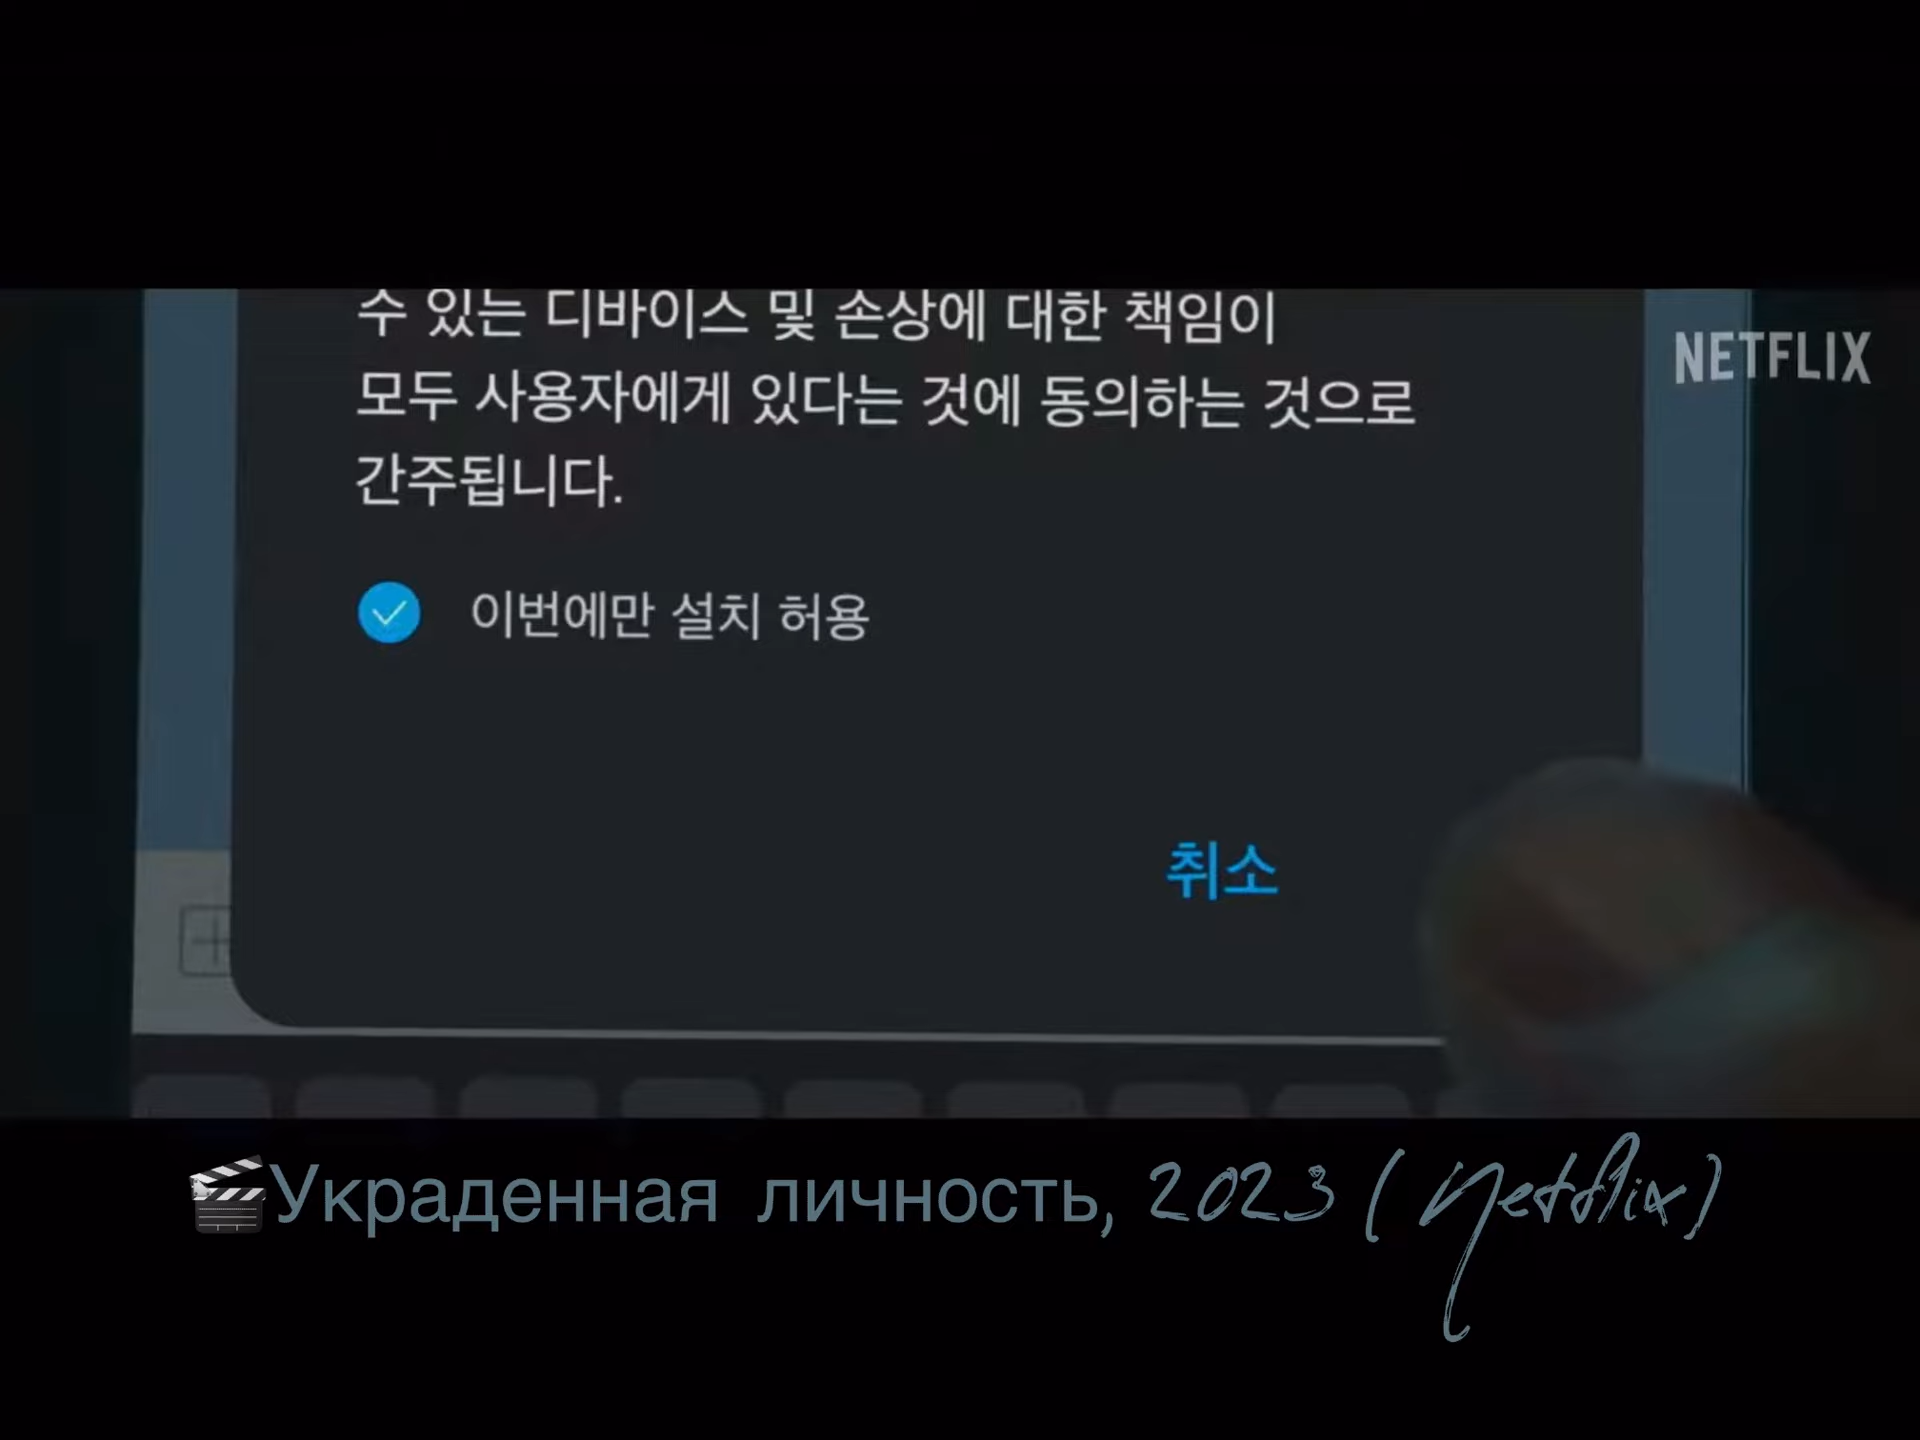 수 있는 디바이스 및 손상에 대한 책임이
NETFLIX
모두 사용자에게 있다는 것에 동의하는 것으로
간주됩니다.
이번에만 설치 허용
취소
🎬Украденная личность, 2023 (Netflix)